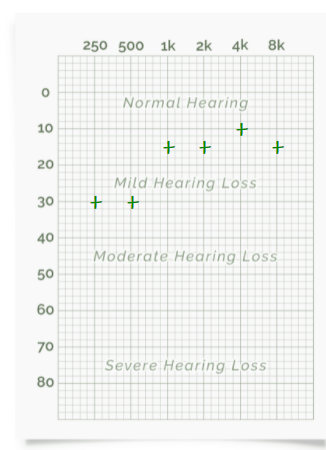 250 500 1k 2k 4k 8k
0
Normal Hearing
10
20
Mild Hearing Loss
30
40
Moderate Hearing Loss
50
60
70
Severe Hearing Loss
80